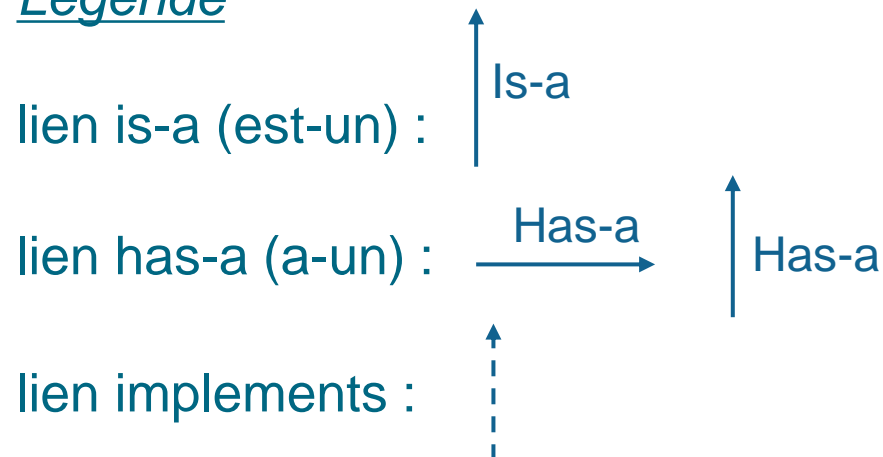 Légende
Is-a
lien is-a (est-un) :
Has-a
lien has-a (a-un) :
Has-a
lien implements :